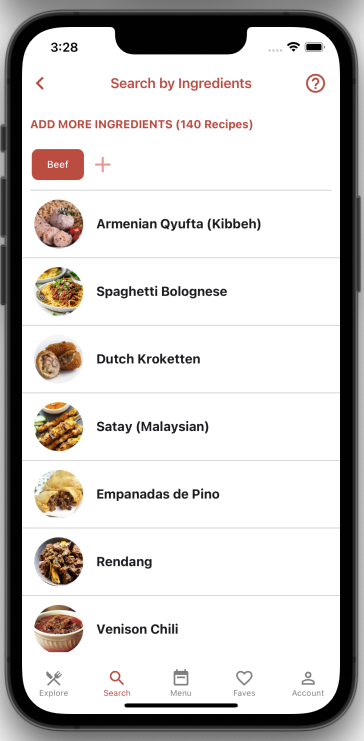 3:28
Search by Ingredients
ADD MORE INGREDIENTS (140 Recipes)
Beef
Armenian Qyufta (Kibbeh)
Spaghetti Bolognese
Dutch Kroketten
Satay (Malaysian)
Empanadas de Pino
Rendang
Venison Chili
Explore Search Menu Faves Account